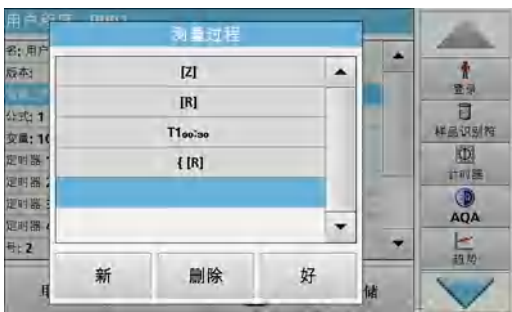 测量过程
[Z]
[R]
T1₀₀:₃₀
{ [R]
新
删除
好
名: 用户
版本:
公式: 1
变量: 10
定时器
定时器
定时器
定时器
号: 2
储
登录
样品识别符
计时器
AQA
趋势